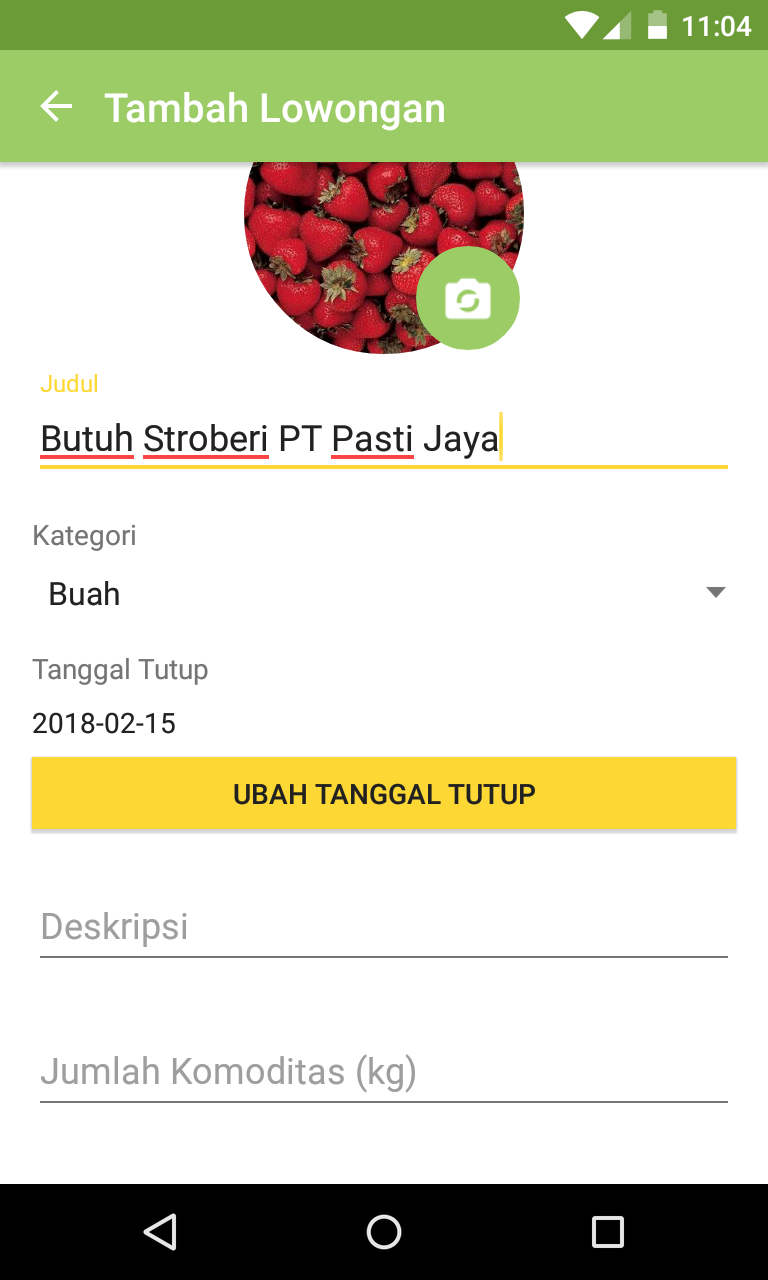 11:04
Tambah Lowongan
Judul
Butuh Stroberi PT Pasti Jaya
Kategori
Buah
Tanggal Tutup
2018-02-15
UBAH TANGGAL TUTUP
Deskripsi
Jumlah Komoditas (kg)